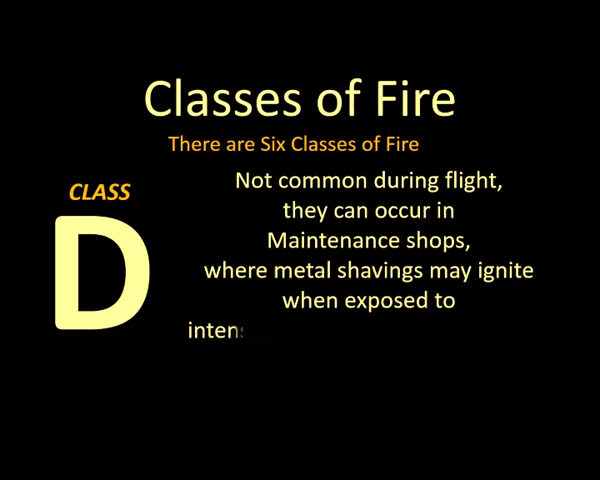 Classes of Fire
There are Six Classes of Fire
CLASS
D
Not common during flight,
they can occur in
Maintenance shops,
where metal shavings may ignite
when exposed to